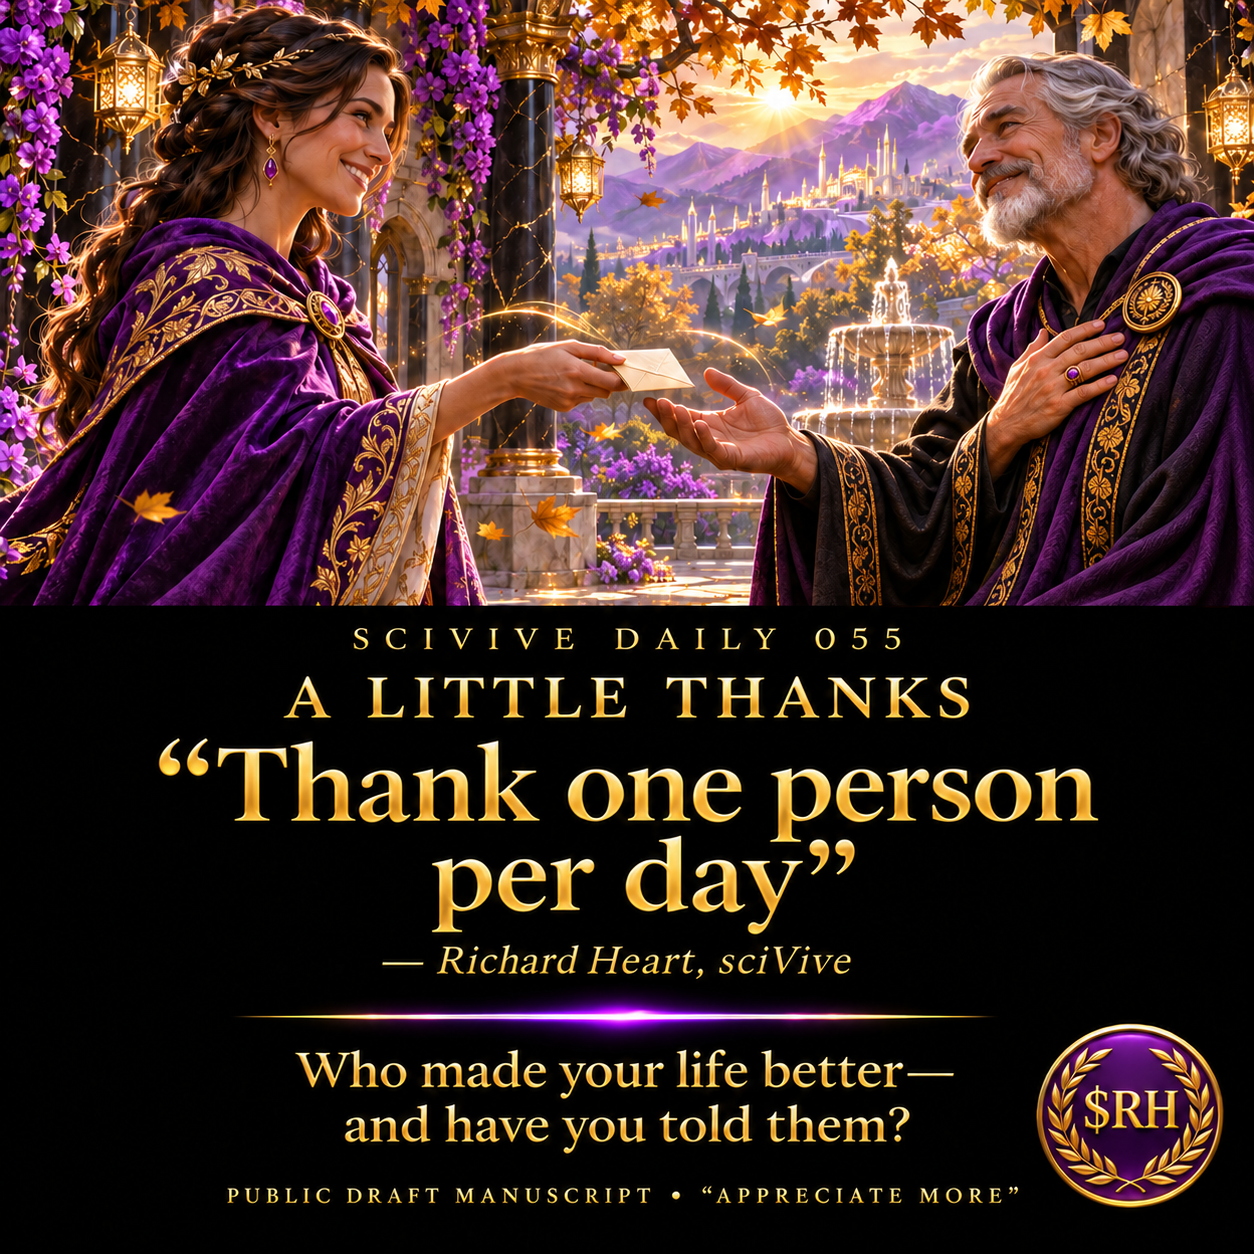 SCIVIVE DAILY 055
A LITTLE THANKS
“Thank one person
per day”
— Richard Heart, sciVive
Who made your life better—
and have you told them?
$RH
PUBLIC DRAFT MANUSCRIPT • “APPRECIATE MORE”